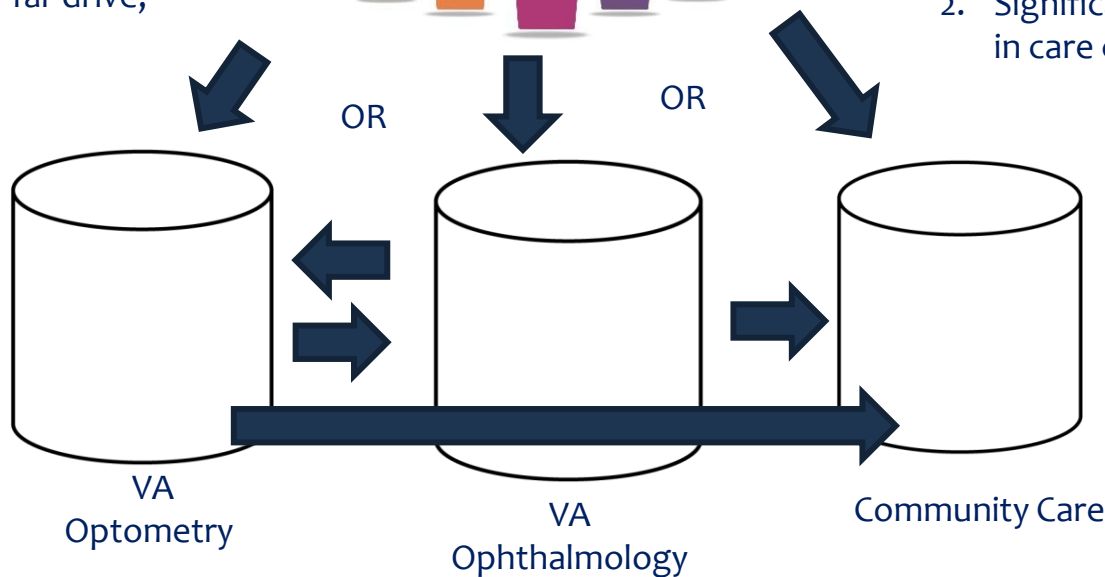 far drive,
2. Signific
in care
OR
OR
VA
Optometry
VA
Ophthalmology
Community Care